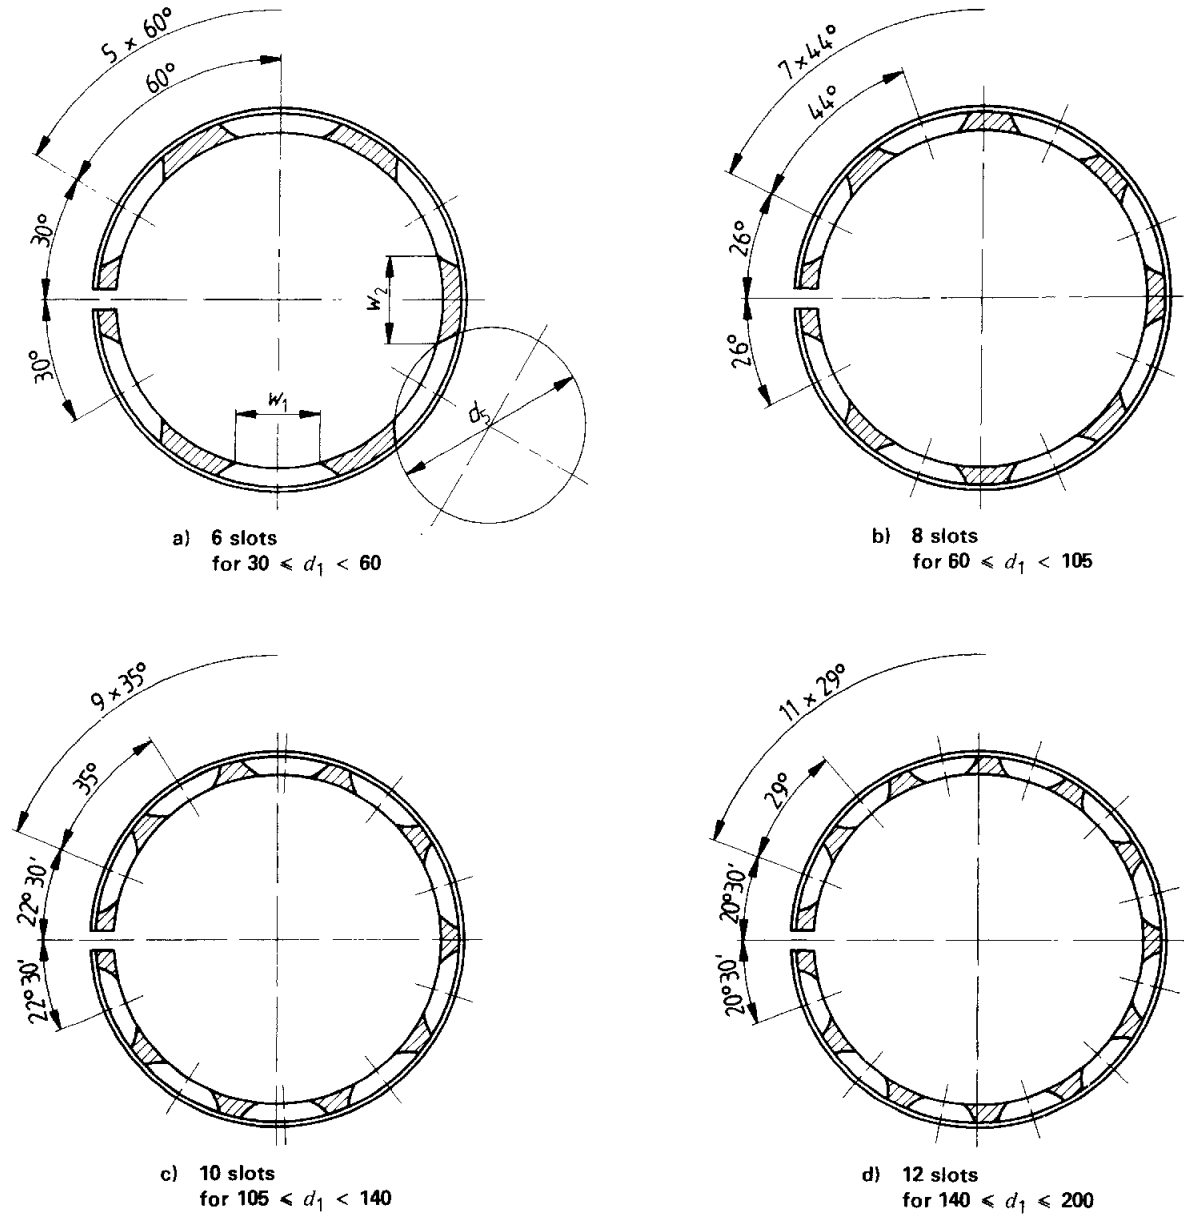 5 × 60°
60°
30°
30°
w₂
w₁
d₅
a) 6 slots
for 30 ⩽ d₁ < 60
7 × 44°
44°
26°
26°
b) 8 slots
for 60 ⩽ d₁ < 105
9 × 35°
35°
22° 30'
22° 30'
c) 10 slots
for 105 ⩽ d₁ < 140
11 × 29°
29°
20° 30'
20° 30'
d) 12 slots
for 140 ⩽ d₁ ⩽ 200